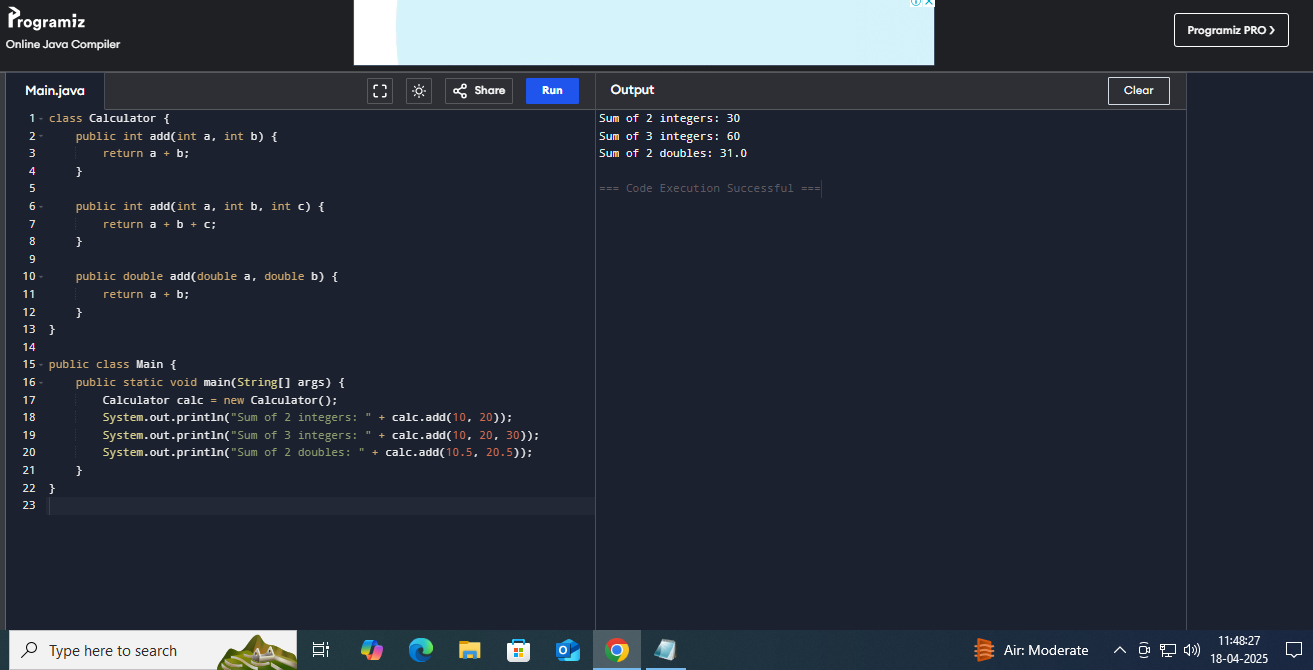 Programiz
Online Java Compiler
Programiz PRO >
Main.java
Share
Run
Output
Clear
1 class Calculator {
2     public int add(int a, int b) {
3         return a + b;
4     }
5
6     public int add(int a, int b, int c) {
7         return a + b + c;
8     }
9
10     public double add(double a, double b) {
11         return a + b;
12     }
13 }
14
15 public class Main {
16     public static void main(String[] args) {
17         Calculator calc = new Calculator();
18         System.out.println("Sum of 2 integers: " + calc.add(10, 20));
19         System.out.println("Sum of 3 integers: " + calc.add(10, 20, 30));
20         System.out.println("Sum of 2 doubles: " + calc.add(10.5, 20.5));
21     }
22 }
23
Sum of 2 integers: 30
Sum of 3 integers: 60
Sum of 2 doubles: 31.0
=== Code Execution Successful ===
Type here to search
Air: Moderate
11:48:27
18-04-2025